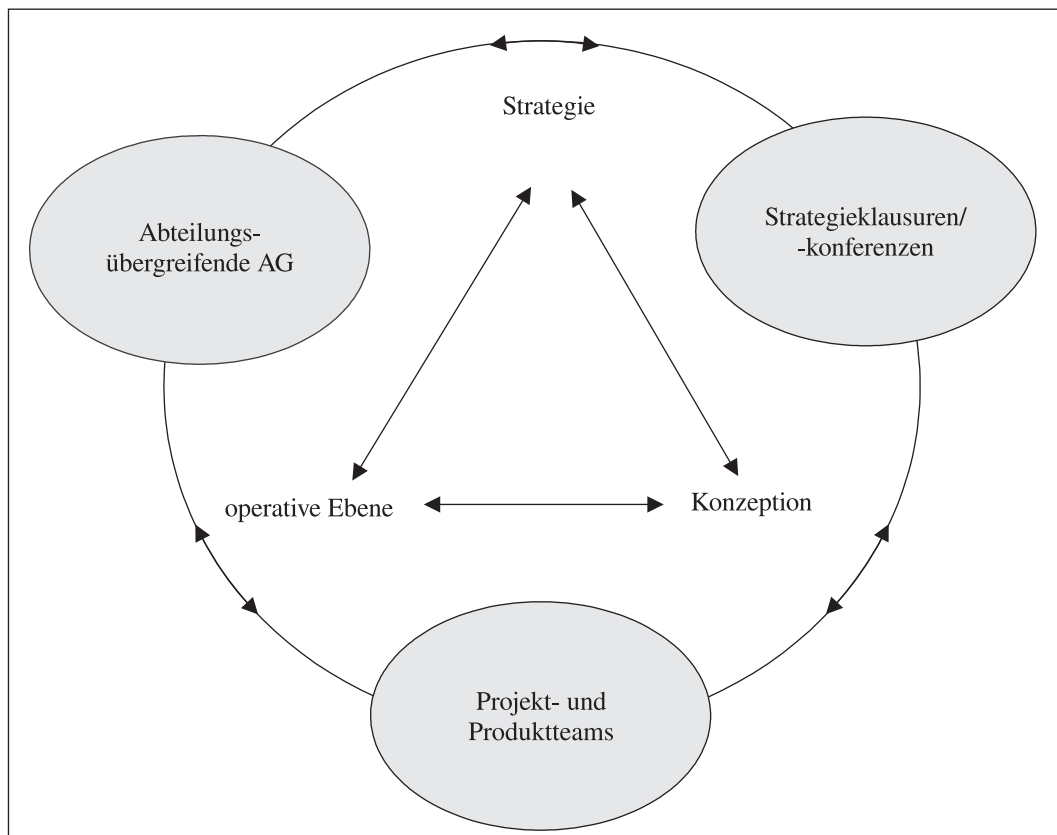 Strategie
Abteilungs-
übergreifende AG
Strategieklausuren/
-konferenzen
operative Ebene
Konzeption
Projekt- und
Produktteams